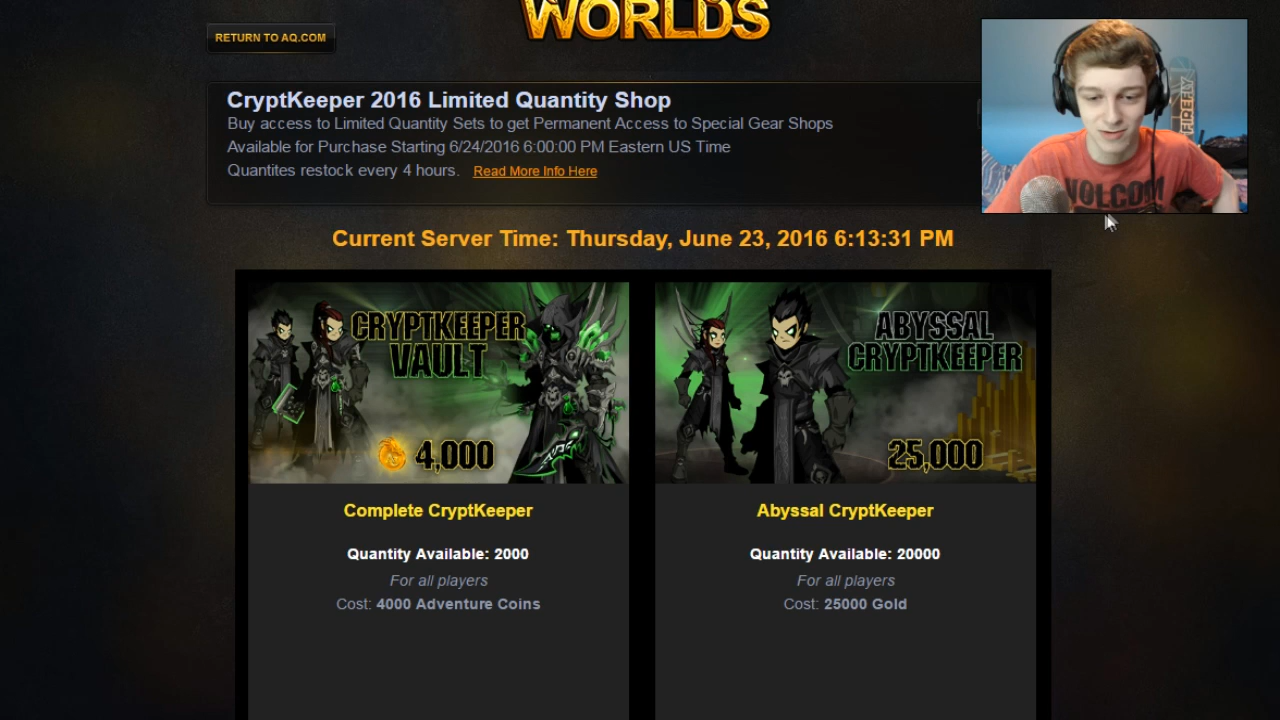 WORLDS
RETURN TO AQ.COM
CryptKeeper 2016 Limited Quantity Shop
Buy access to Limited Quantity Sets to get Permanent Access to Special Gear Shops
Available for Purchase Starting 6/24/2016 6:00:00 PM Eastern US Time
Quantites restock every 4 hours. Read More Info Here
FIREFLY
VOLCOM
Current Server Time: Thursday, June 23, 2016 6:13:31 PM
CRYPTKEEPER
VAULT
4,000
ABYSSAL
CRYPTKEEPER
25,000
Complete CryptKeeper
Quantity Available: 2000
For all players
Cost: 4000 Adventure Coins
Abyssal CryptKeeper
Quantity Available: 20000
For all players
Cost: 25000 Gold